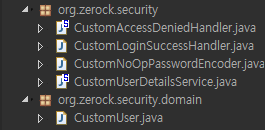 org.zerock.security
CustomAccessDeniedHandler.java
CustomLoginSuccessHandler.java
CustomNoOpPasswordEncoder.java
CustomUserDetailsService.java
org.zerock.security.domain
CustomUser.java